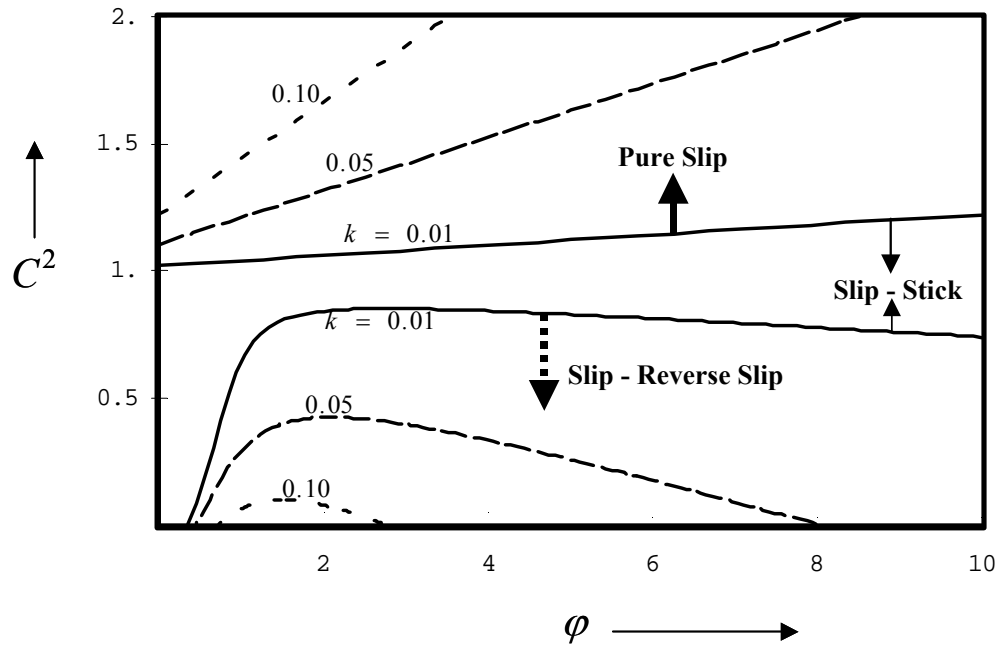 2.
0.10
1.5
0.05
Pure Slip
k = 0.01
C²
1.
Slip - Stick
k = 0.01
Slip - Reverse Slip
0.5
0.05
0.10
2 4 6 8 10
φ